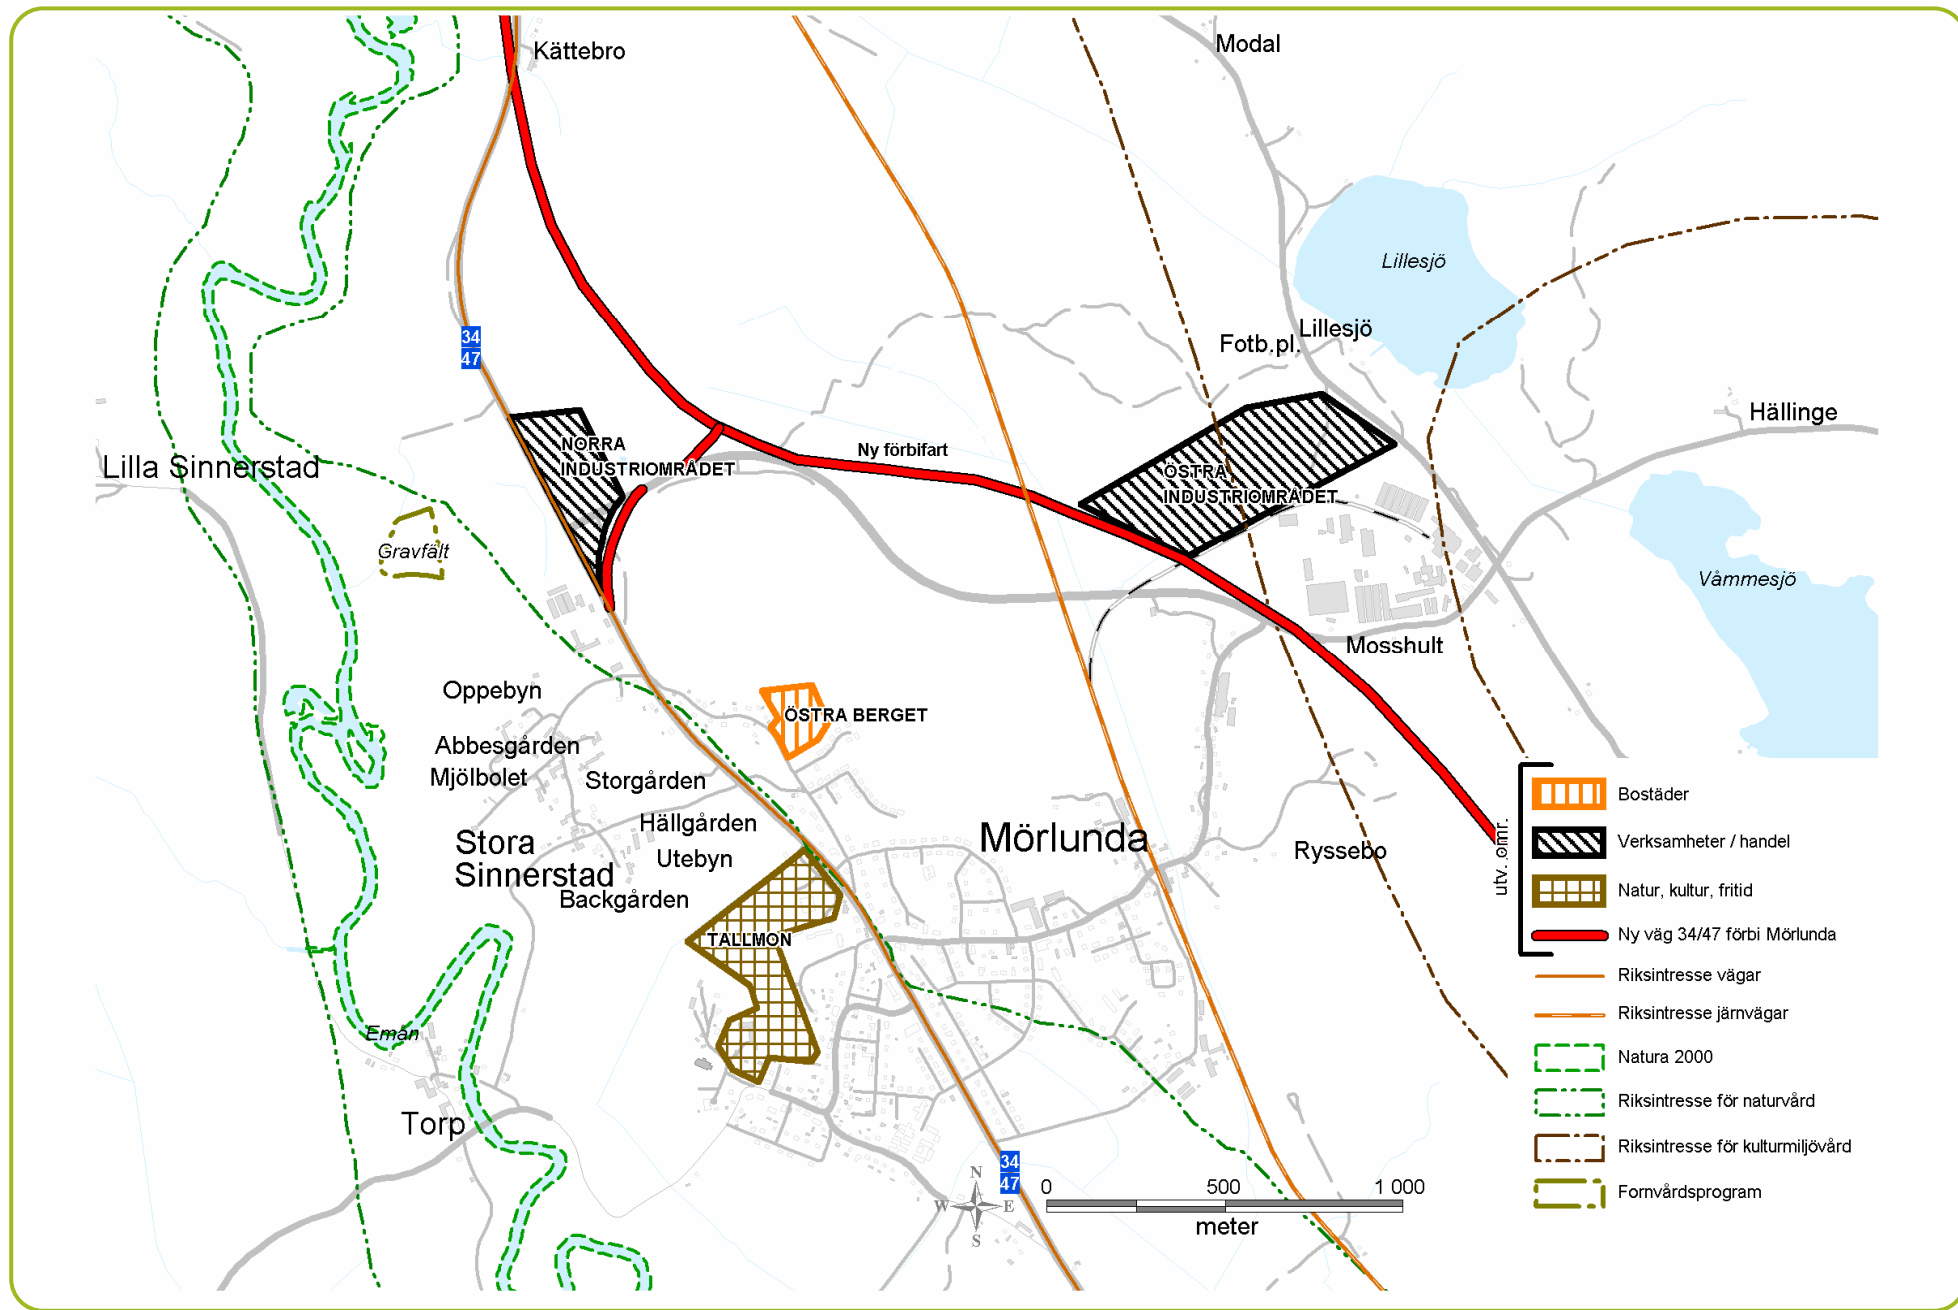 Kättebro
Modal
Lillesjö
34
47
Fotb.pl.
Lillesjö
Hällinge
NORRA
INDUSTRIOMRÅDET
Ny förbifart
Lilla Sinnerstad
ÖSTRA
INDUSTRIOMRÅDET
Gravfält
Våmmesjö
Mosshult
Oppebyn
ÖSTRA BERGET
Abbesgården
Mjölbolet
Storgården
Hällgården
Stora
Sinnerstad
Utebyn
Backgården
Mörlunda
Ryssebo
TALLMON
Emån
Torp
34
47
N
W
E
S
0 500 1 000
meter
utv. omr.
Bostäder
Verksamheter / handel
Natur, kultur, fritid
Ny väg 34/47 förbi Mörlunda
Riksintresse vägar
Riksintresse järnvägar
Natura 2000
Riksintresse för naturvård
Riksintresse för kulturmiljövård
Fornvårdsprogram